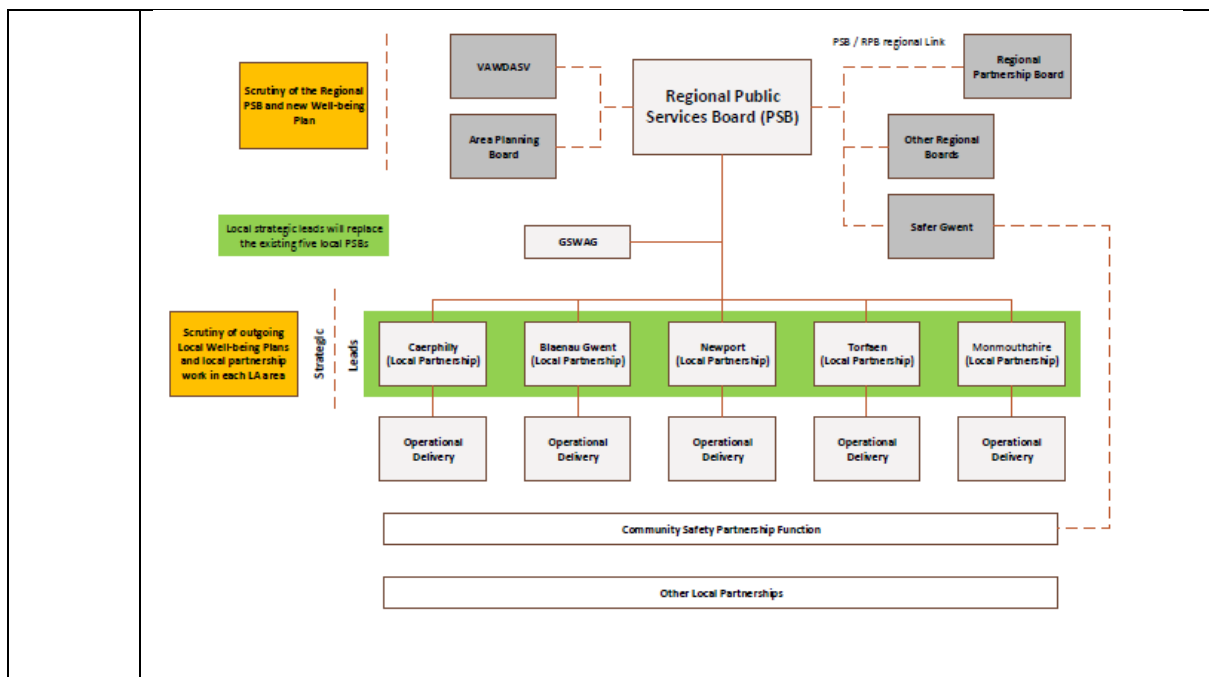 PSB / RPB regional Link
VAWDASV
Regional
Partnership Board
Scrutiny of the Regional
PSB and new Well-being
Plan
Regional Public
Services Board (PSB)
Area Planning
Board
Other Regional
Boards
Local strategic leads will replace
the existing five local PSBs
GSWAG
Safer Gwent
Scrutiny of outgoing
Local Well-being Plans
and local partnership
work in each LA area
Strategic
Leads
Caerphilly
(Local Partnership)
Blaenau Gwent
(Local Partnership)
Newport
(Local Partnership)
Torfaen
(Local Partnership)
Monmouthshire
(Local Partnership)
Operational
Delivery
Operational
Delivery
Operational
Delivery
Operational
Delivery
Operational
Delivery
Community Safety Partnership Function
Other Local Partnerships